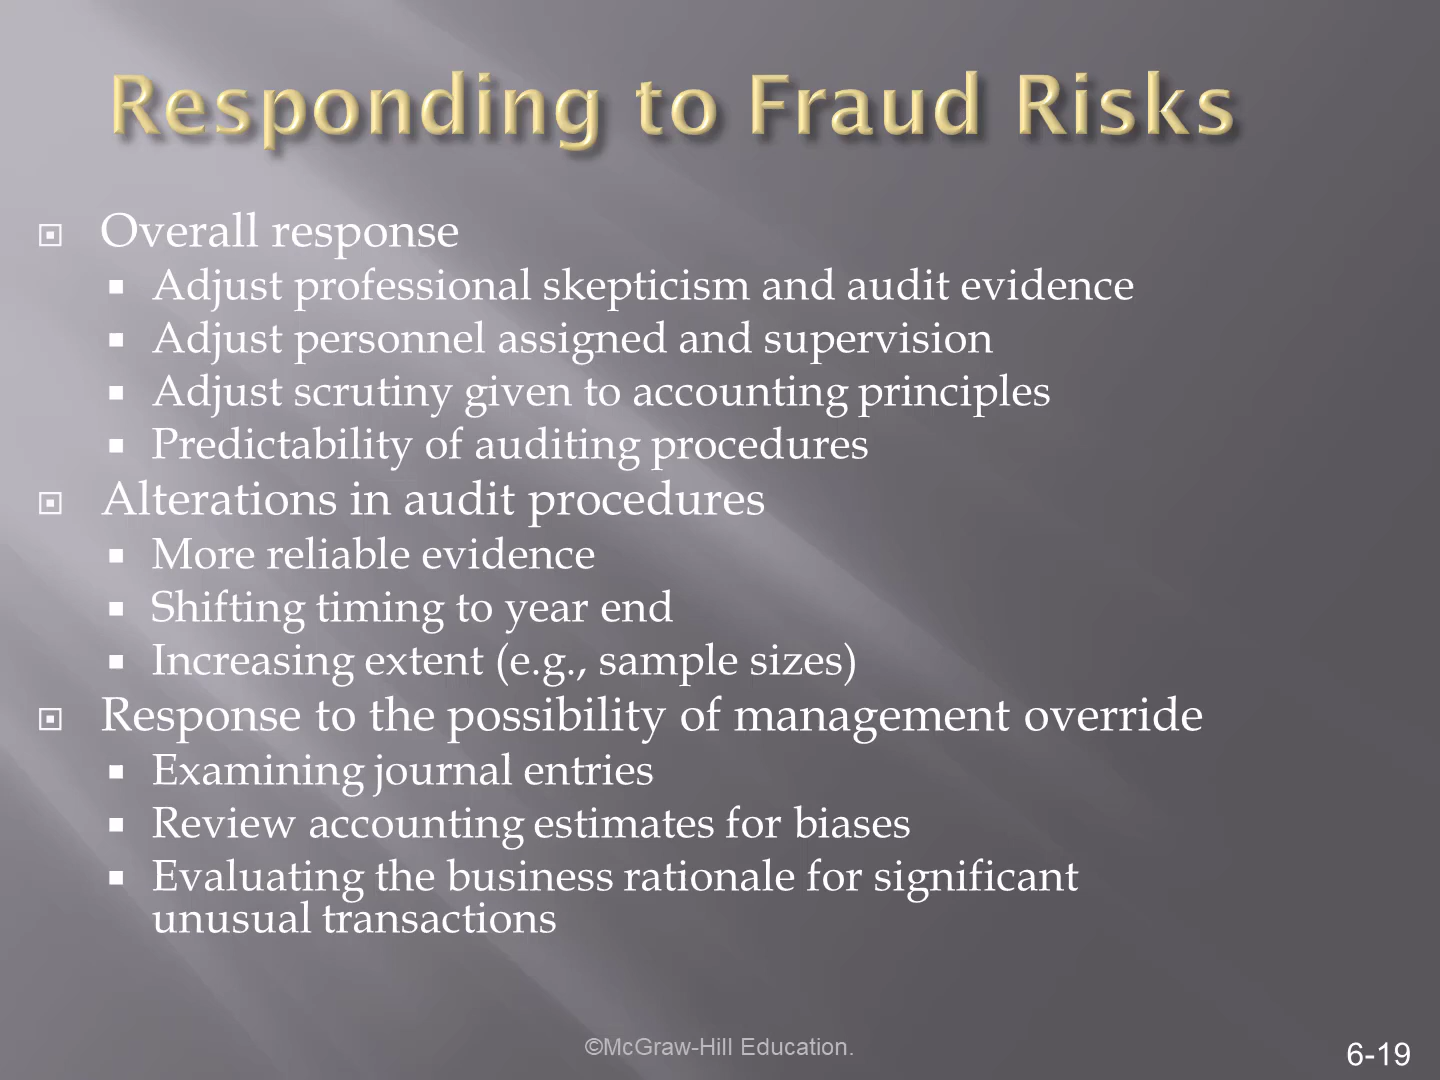 Responding to Fraud Risks
Overall response
Adjust professional skepticism and audit evidence
Adjust personnel assigned and supervision
Adjust scrutiny given to accounting principles
Predictability of auditing procedures
Alterations in audit procedures
More reliable evidence
Shifting timing to year end
Increasing extent (e.g., sample sizes)
Response to the possibility of management override
Examining journal entries
Review accounting estimates for biases
Evaluating the business rationale for significant
unusual transactions
©McGraw-Hill Education.
6-19